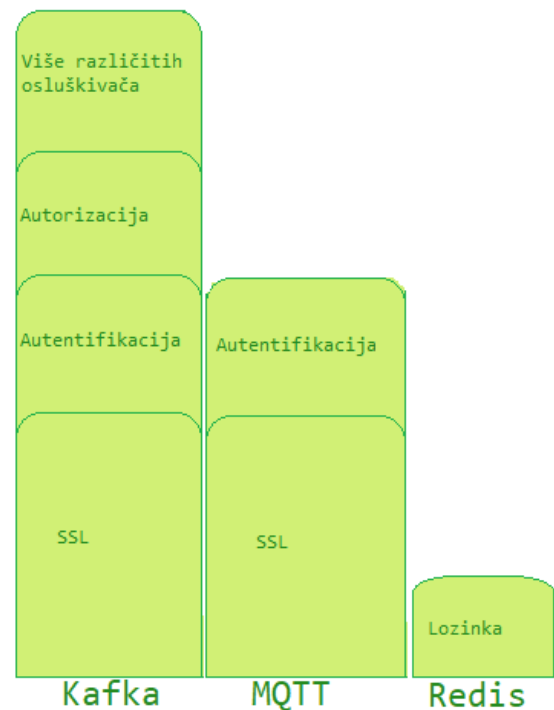 Više različitih
osluškivača
Autorizacija
Autentifikacija
SSL
Autentifikacija
SSL
Lozinka
Kafka
MQTT
Redis